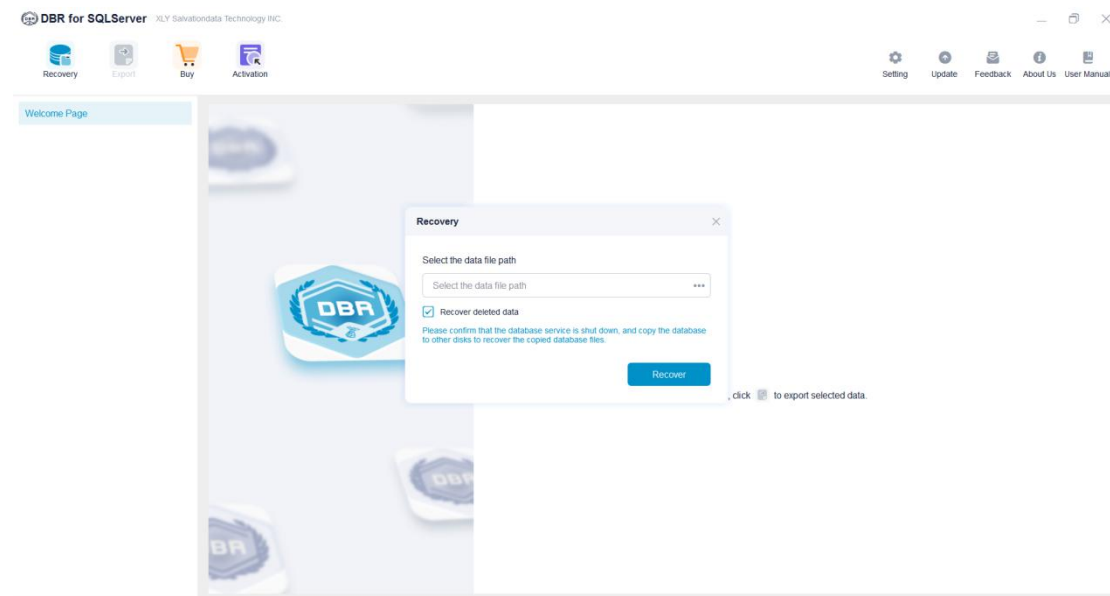 DBR for SQLServer XLY Salvationdata Technology INC.
Recovery Export Buy Activation
Setting Update Feedback About Us User Manual
Welcome Page
Recovery
Select the data file path
Select the data file path
Recover deleted data
Please confirm that the database service is shut down, and copy the database
to other disks to recover the copied database files.
Recover
, click to export selected data.
DBR
DBR
BR